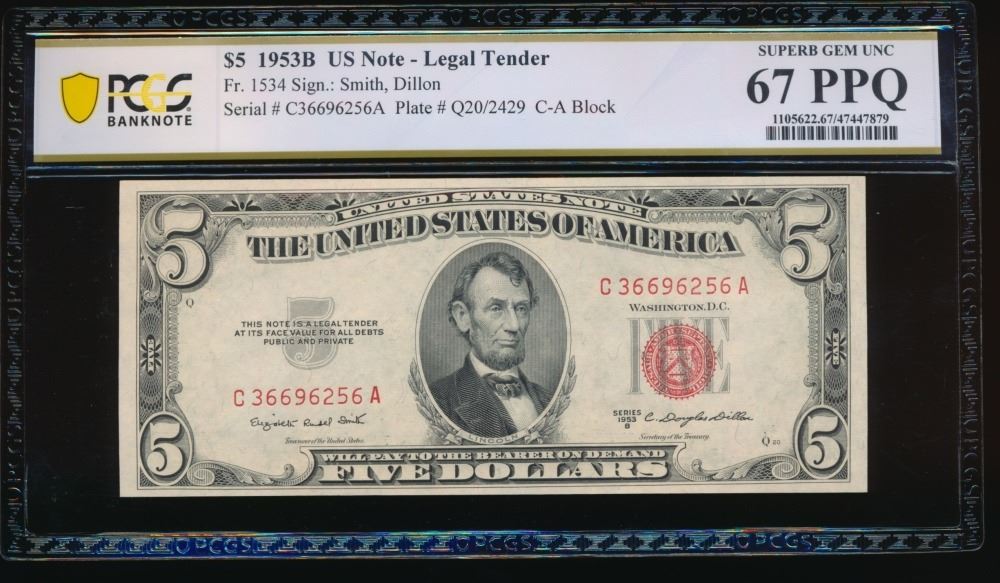 PCGS
BANKNOTE
$5 1953B US Note - Legal Tender
Fr. 1534 Sign.: Smith, Dillon
Serial # C36696256A Plate # Q20/2429 C-A Block
SUPERB GEM UNC
67 PPQ
1105622.67/47447879
UNITED STATES NOTE
THE UNITED STATES OF AMERICA
5
5
C 36696256 A
WASHINGTON, D.C.
Q
5
THIS NOTE IS A LEGAL TENDER
AT ITS FACE VALUE FOR ALL DEBTS
PUBLIC AND PRIVATE
FIVE
FIVE
FIVE
C 36696256 A
Elizabeth Rudel Smith
Treasurer of the United States
SERIES
1953
B
C. Douglas Dillon
Secretary of the Treasury
LINCOLN
Q 20
5
5
WILL PAY TO THE BEARER ON DEMAND
FIVE DOLLARS